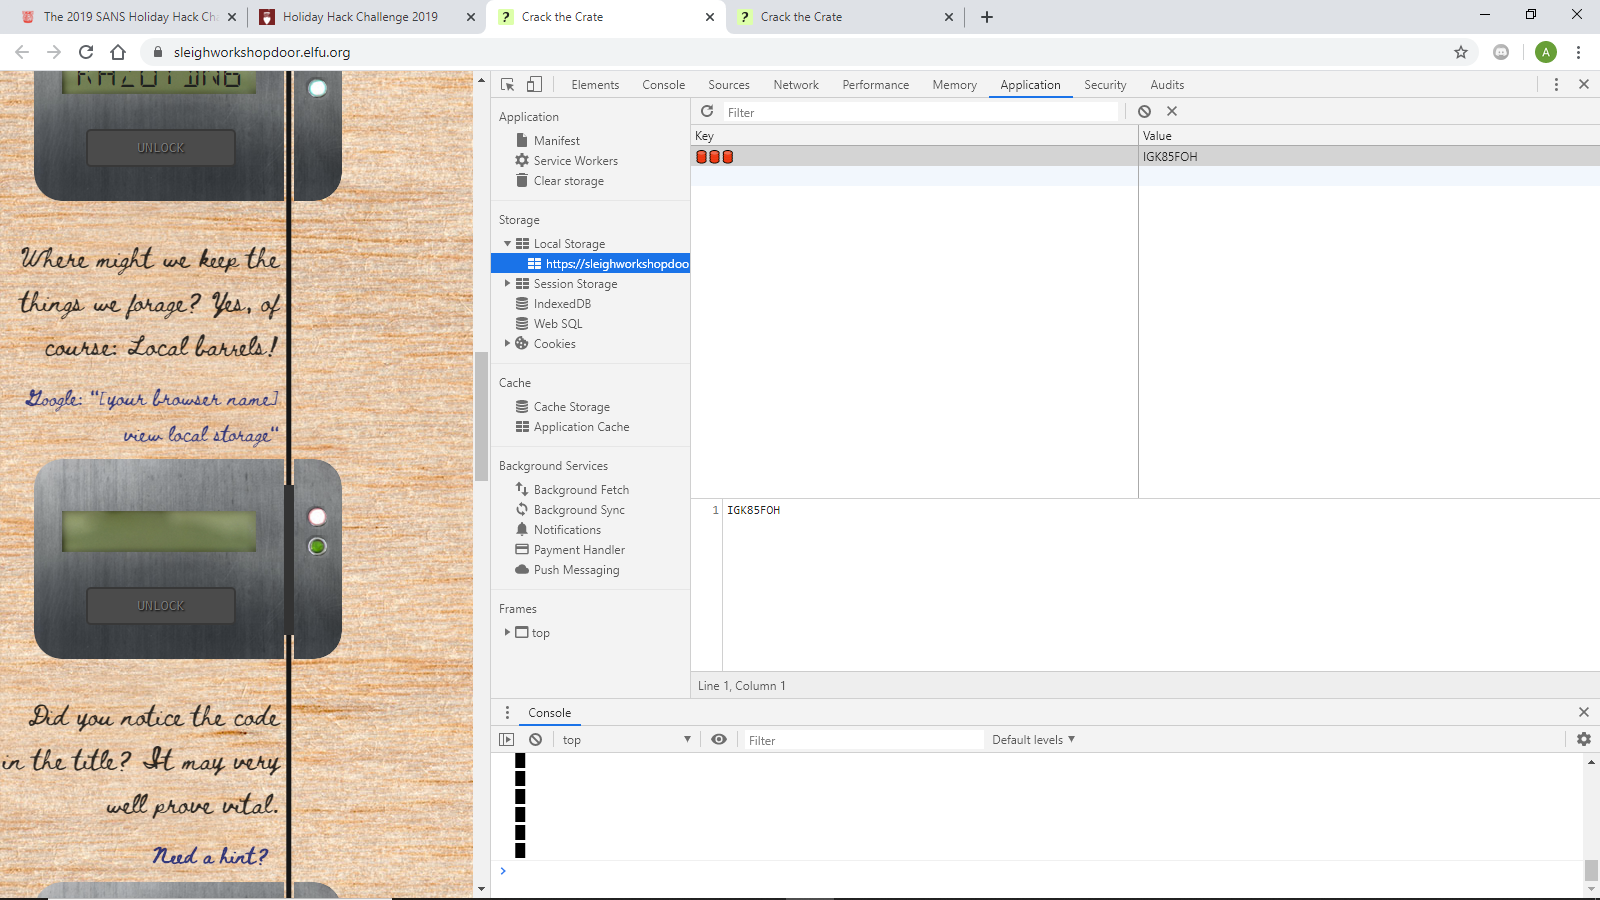 The 2019 SANS Holiday Hack Ch
Holiday Hack Challenge 2019
Crack the Crate
Crack the Crate
sleighworkshopdoor.elfu.org
A
UNLOCK
Where might we keep the
things we forage? Yes, of
course: Local barrels!
Google: "[your browser name]
view local storage"
UNLOCK
Did you notice the code
in the title? It may very
well prove vital.
Need a hint?
Elements Console Sources Network Performance Memory Application Security Audits
Application
Manifest
Service Workers
Clear storage
Storage
Local Storage
https://sleighworkshopdoo
Session Storage
IndexedDB
Web SQL
Cookies
Cache
Cache Storage
Application Cache
Background Services
Background Fetch
Background Sync
Notifications
Payment Handler
Push Messaging
Frames
top
Filter
Key Value
🛢🛢🛢 IGK85FOH
1 IGK85FOH
Line 1, Column 1
Console
top Filter Default levels